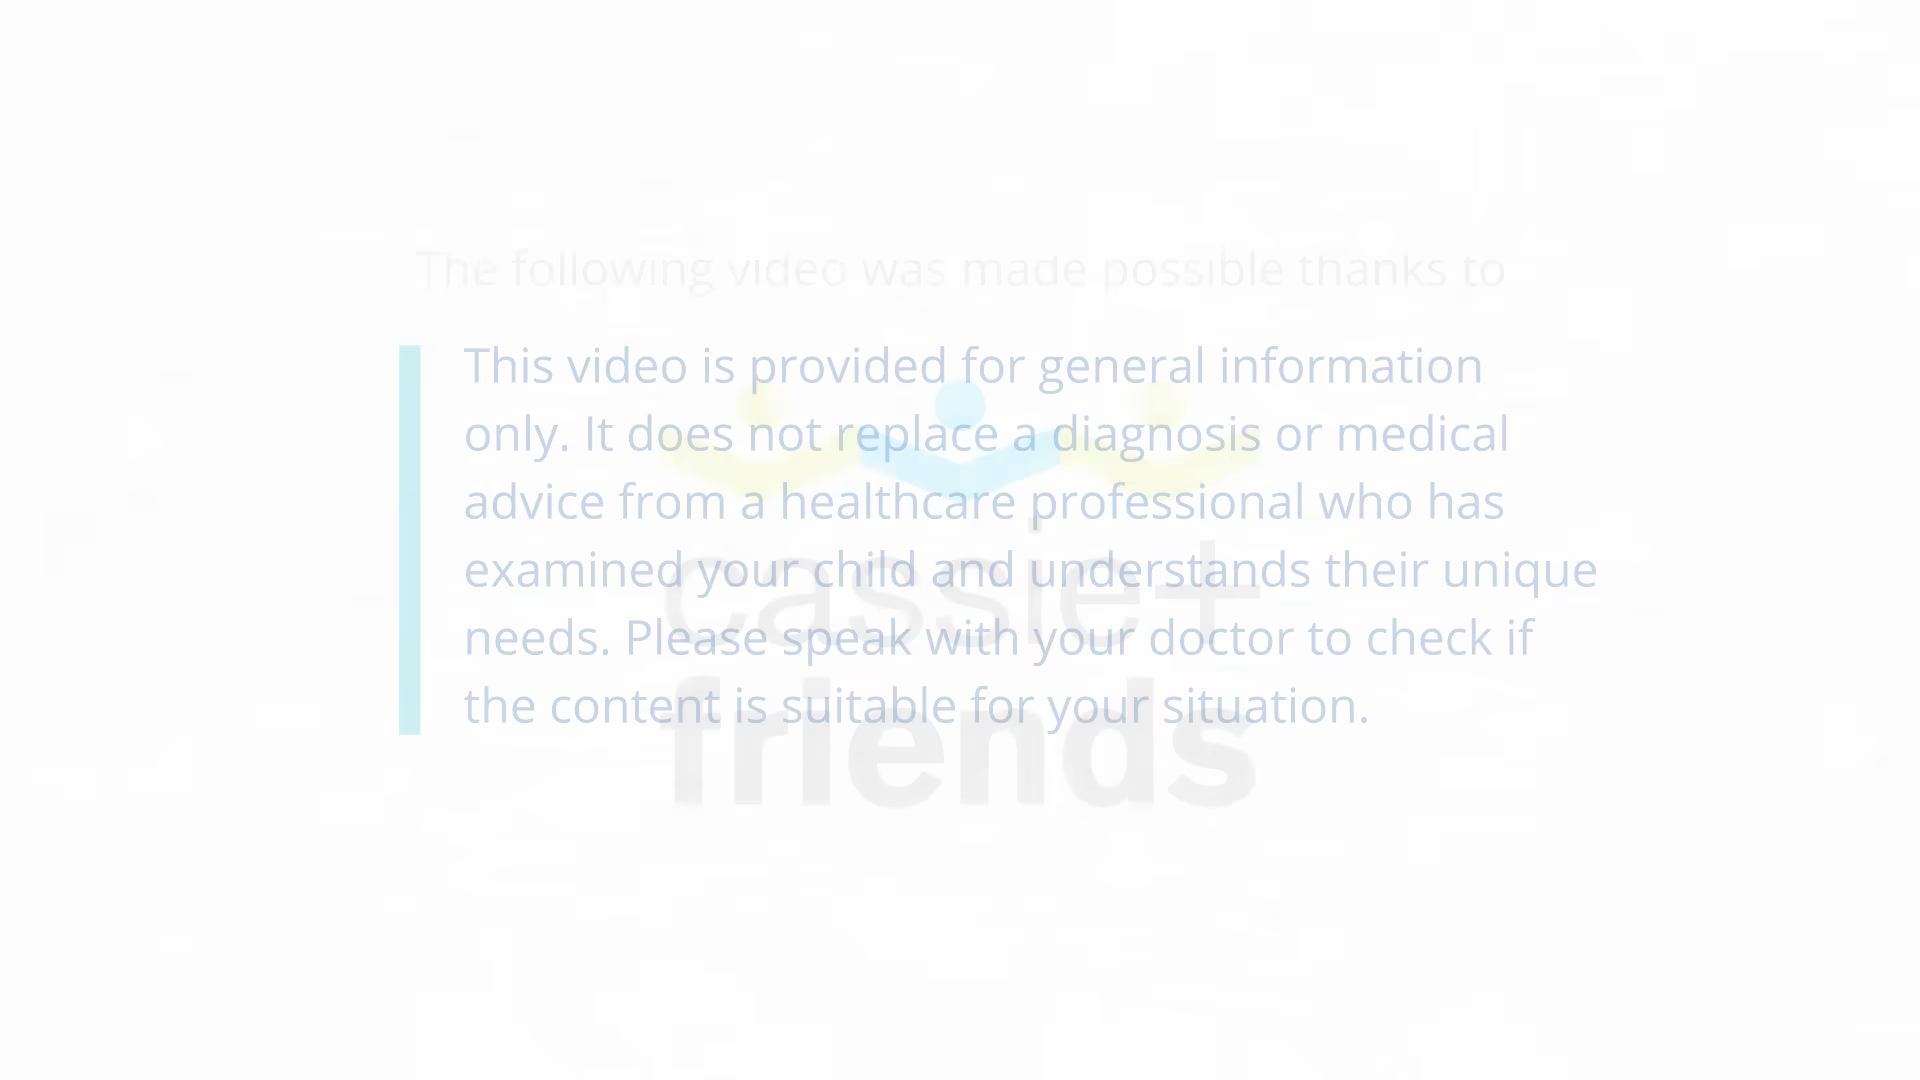 The following video was made possible thanks to
This video is provided for general information
only. It does not replace a diagnosis or medical
advice from a healthcare professional who has
examined your child and understands their unique
needs. Please speak with your doctor to check if
the content is suitable for your situation.
cassie+
friends